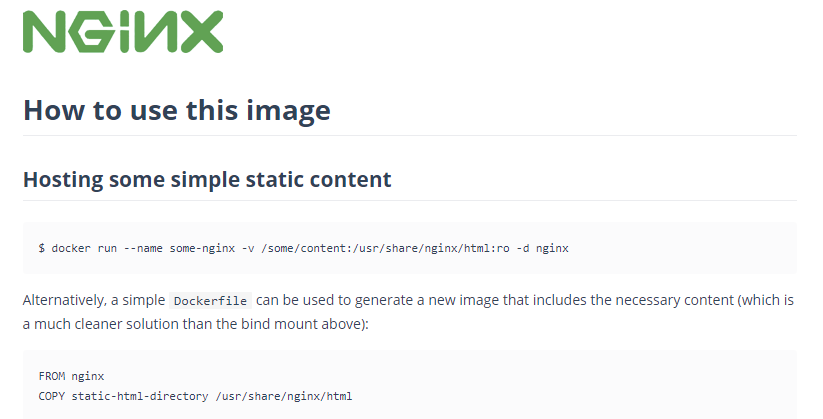 NGINX
How to use this image
Hosting some simple static content
$ docker run --name some-nginx -v /some/content:/usr/share/nginx/html:ro -d nginx
Alternatively, a simple Dockerfile can be used to generate a new image that includes the necessary content (which is
a much cleaner solution than the bind mount above):
FROM nginx
COPY static-html-directory /usr/share/nginx/html